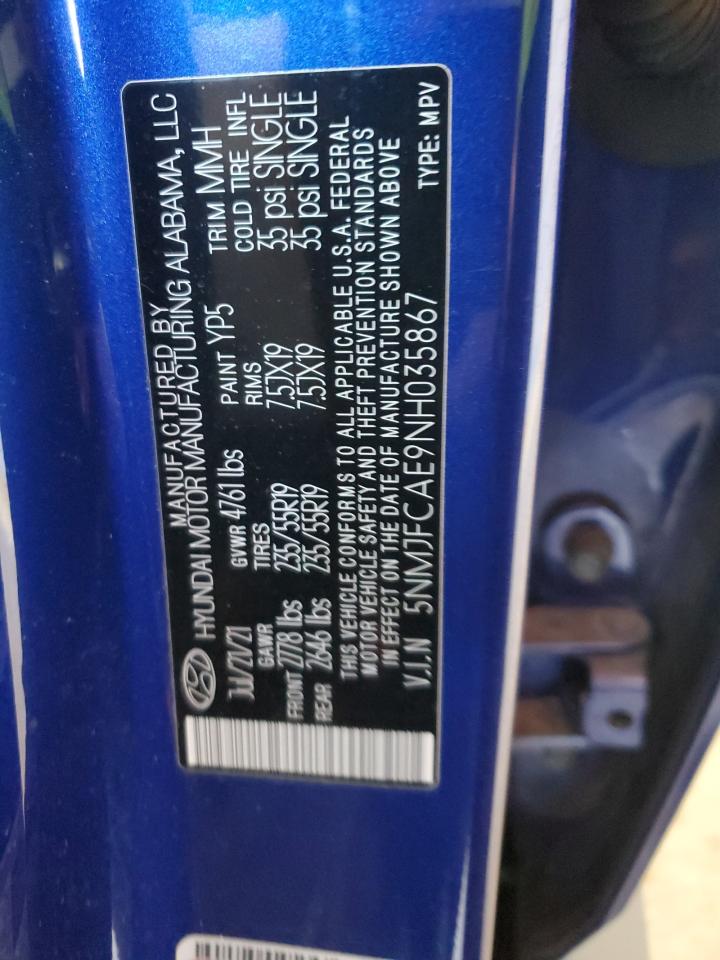 MANUFACTURED BY
HYUNDAI MOTOR MANUFACTURING ALABAMA, LLC
Jul/20/21 GVWR 4761 lbs PAINT YP5 TRIM MMH
GAWR TIRES RIMS COLD TIRE INFL
FRONT 2778 lbs 235/55R19 7.5JX19 35 psi SINGLE
REAR 2646 lbs 235/55R19 7.5JX19 35 psi SINGLE
THIS VEHICLE CONFORMS TO ALL APPLICABLE U.S.A. FEDERAL
MOTOR VEHICLE SAFETY AND THEFT PREVENTION STANDARDS
IN EFFECT ON THE DATE OF MANUFACTURE SHOWN ABOVE
V.I.N 5NMJFCAE9NH035867 TYPE: MPV